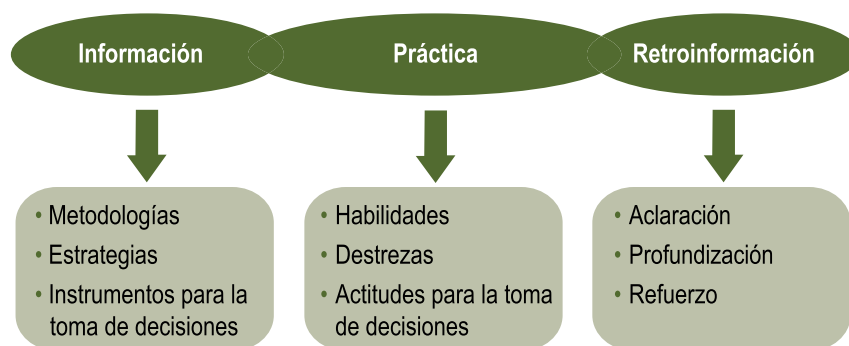 Información
Práctica
Retroinformación
• Metodologías
• Estrategias
• Instrumentos para la
toma de decisiones
• Habilidades
• Destrezas
• Actitudes para la toma
de decisiones
• Aclaración
• Profundización
• Refuerzo